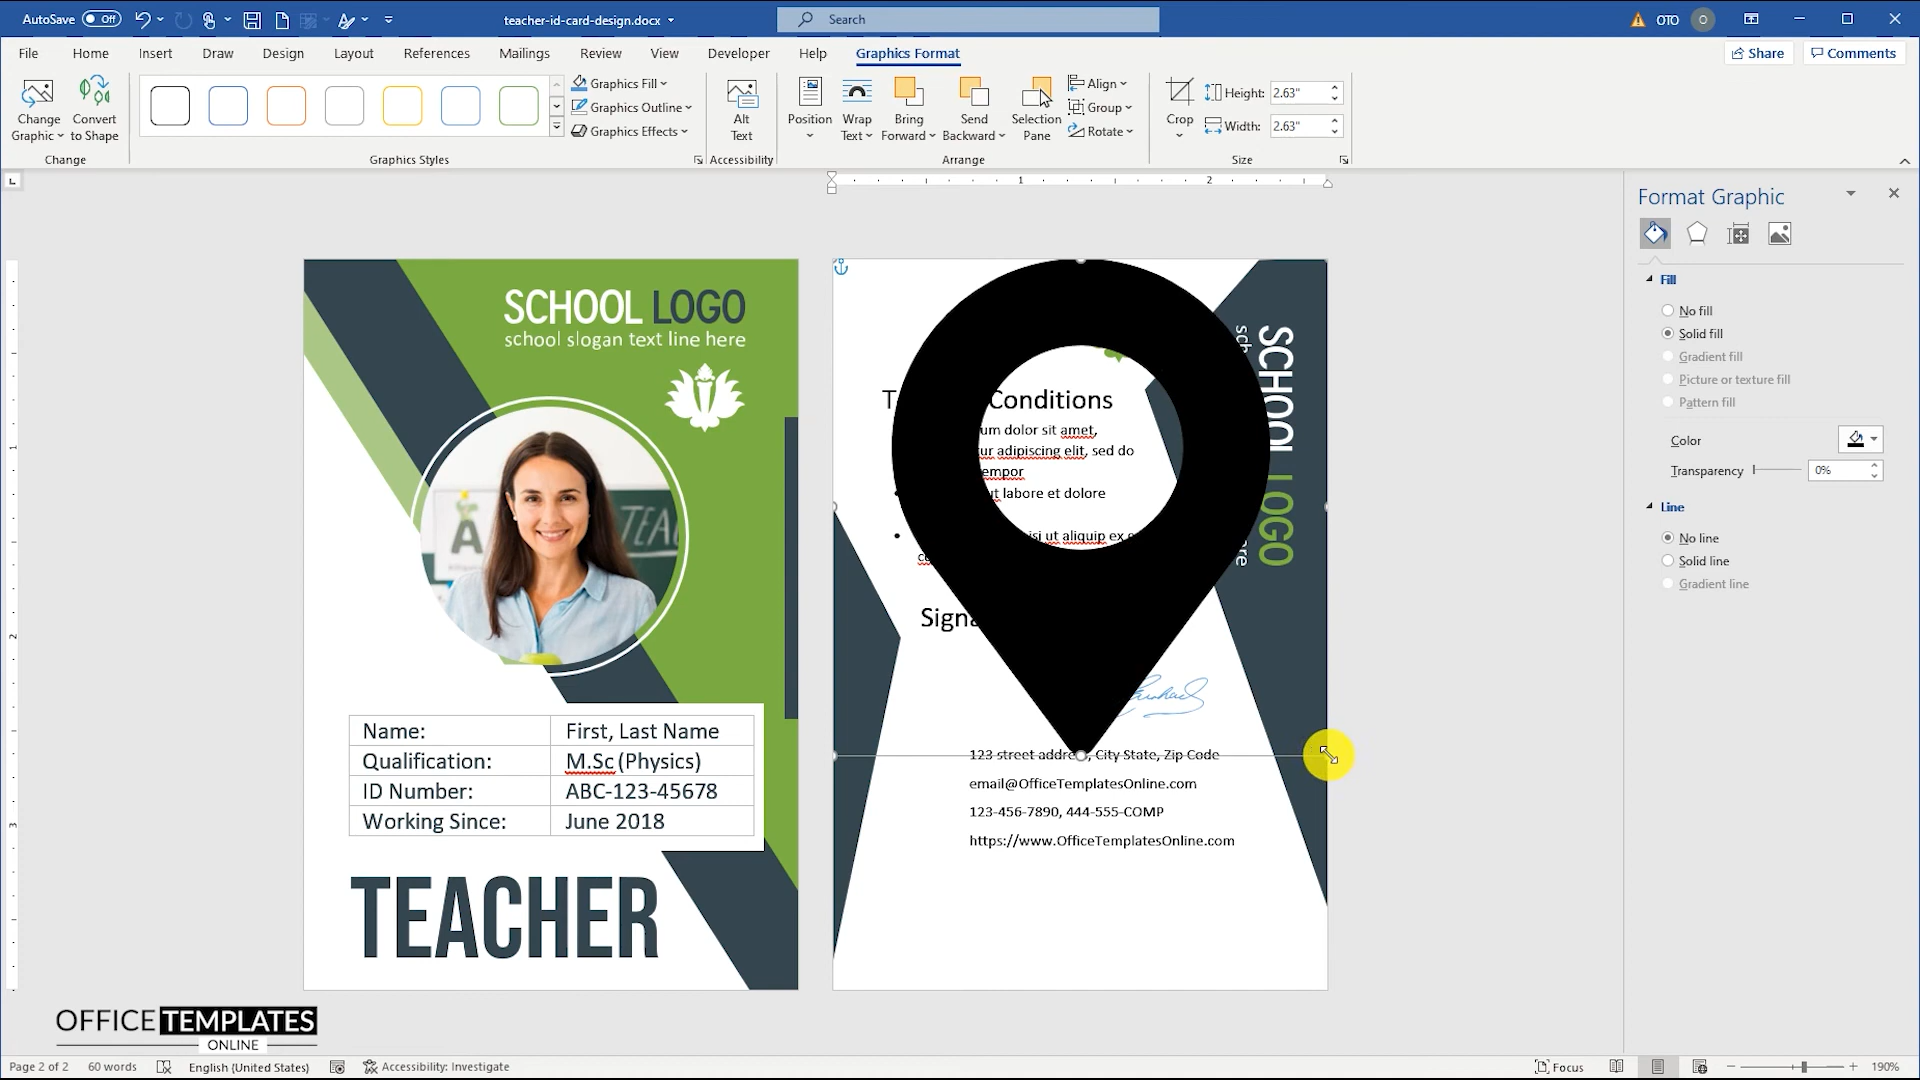 AutoSave Off
teacher-id-card-design.docx
Search
OTO
O
File Home Insert Draw Design Layout References Mailings Review View Developer Help Graphics Format
Share
Comments
Change Graphic
Convert to Shape
Change
Graphics Fill
Graphics Outline
Graphics Effects
Graphics Styles
Alt Text
Accessibility
Position
Wrap Text
Bring Forward
Send Backward
Selection Pane
Align
Group
Rotate
Arrange
Crop
Height: 2.63"
Width: 2.63"
Size
1 2
1
2
3
SCHOOL LOGO
school slogan text line here
TEA
A
Name: First, Last Name
Qualification: M.Sc (Physics)
ID Number: ABC-123-45678
Working Since: June 2018
TEACHER
SCHOOL LOGO
Conditions
dolor sit amet,
adipiscing elit, sed do
ut labore et dolore
ut aliquip ex
123 street address, City State, Zip Code
email@OfficeTemplatesOnline.com
123-456-7890, 444-555-COMP
https://www.OfficeTemplatesOnline.com
Format Graphic
Fill
No fill
Solid fill
Gradient fill
Picture or texture fill
Pattern fill
Color
Transparency 0%
Line
No line
Solid line
Gradient line
OFFICE TEMPLATES
ONLINE
Page 2 of 2
60 words
English (United States)
Accessibility: Investigate
Focus
190%